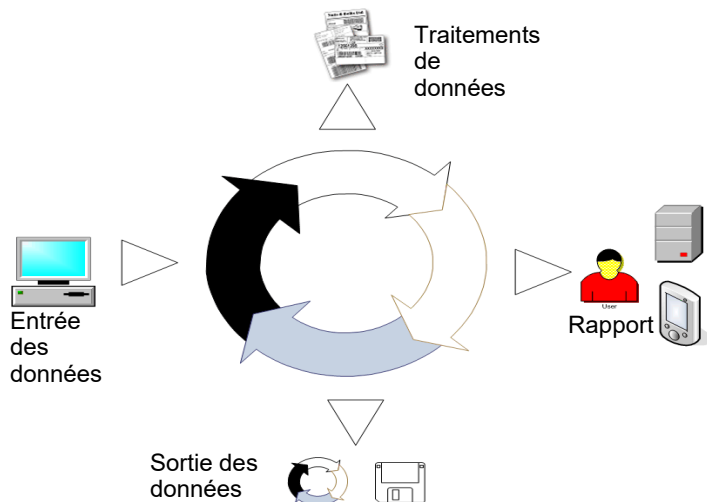 Traitements
de
données
Entrée
des
données
User
Rapport
Sortie des
données